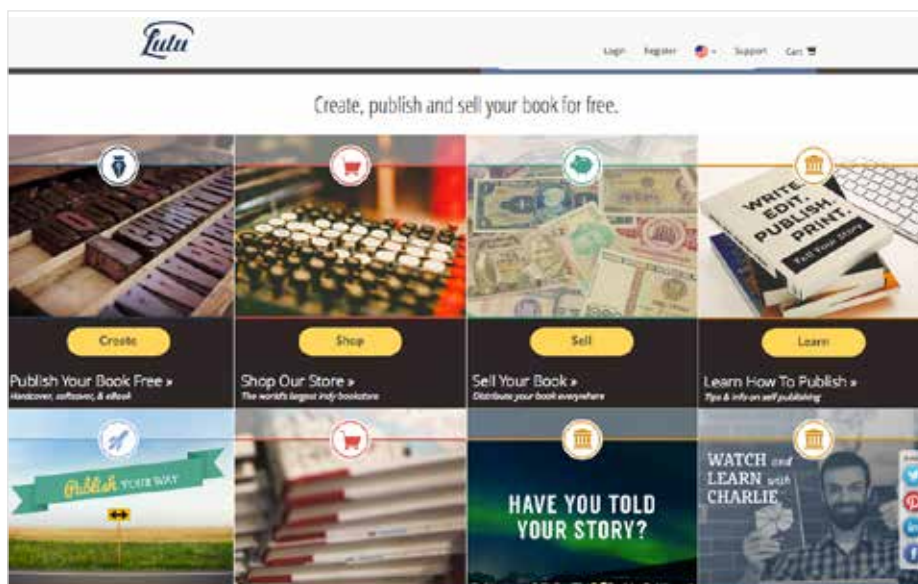 Lulu
Login Register Support Cart
Create, publish and sell your book for free.
WRITE.
EDIT.
PUBLISH.
PRINT.
Tell Your Story
Create Shop Sell Learn
Publish Your Book Free » Shop Our Store » Sell Your Book » Learn How To Publish »
Hardcover, softcover, & eBook The world's largest indy bookstore Distribute your book everywhere Tips & info on self publishing
Publish YOUR WAY
HAVE YOU TOLD
YOUR STORY?
WATCH and
LEARN with
CHARLIE